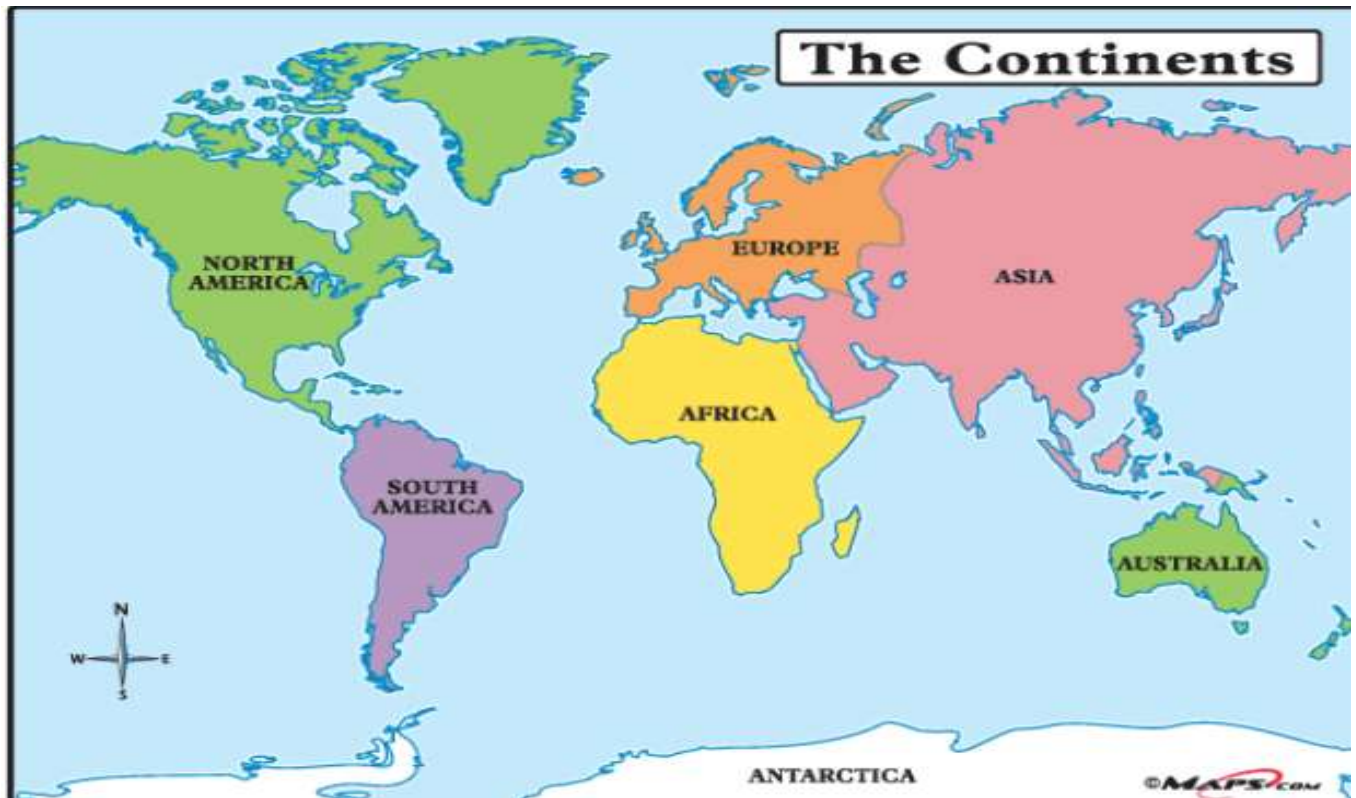 The Continents
NORTH
AMERICA
EUROPE
ASIA
AFRICA
SOUTH
AMERICA
AUSTRALIA
N
W E
S
ANTARCTICA
©MAPS.COM